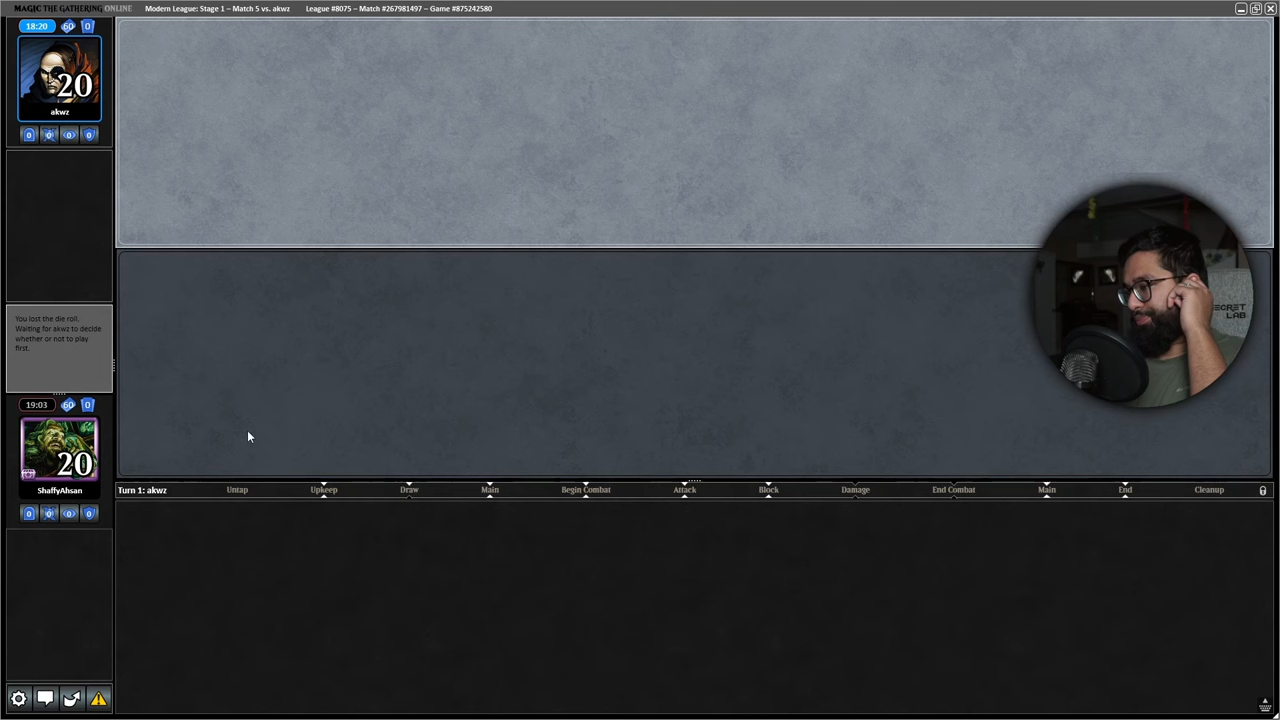 MAGIC THE GATHERING ONLINE Modern League: Stage 1 – Match 5 vs. akwz League #8075 – Match #267981497 – Game #875242580
18:20 60 0
20
akwz
0 0 0 0
ECRET
LAB
You lost the die roll.
Waiting for akwz to decide
whether or not to play
first.
19:03 60 0
20
ShaffyAhsan
0 0 0 0
Turn 1: akwz Untap Upkeep Draw Main Begin Combat Attack Block Damage End Combat Main End Cleanup